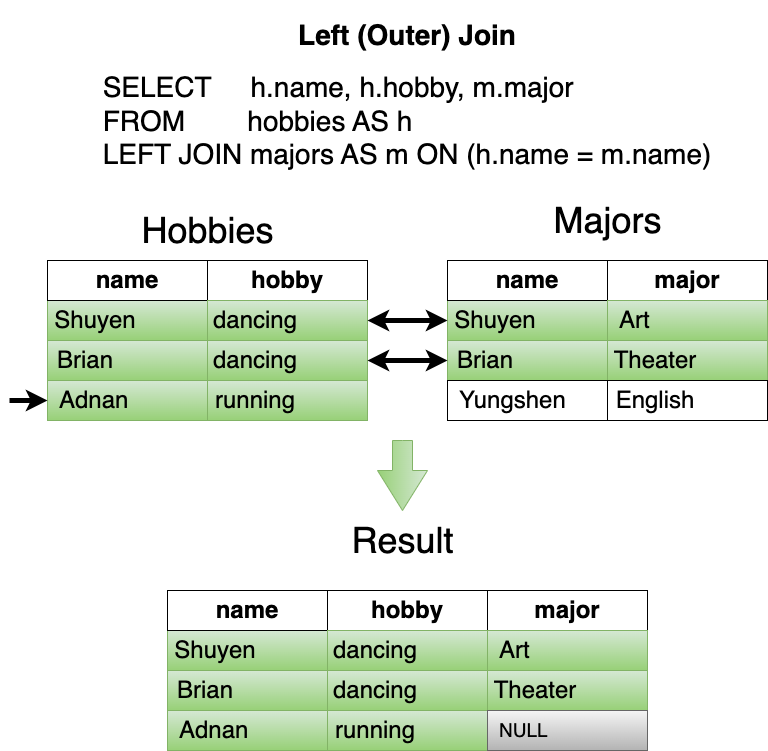 Left (Outer) Join
SELECT h.name, h.hobby, m.major
FROM hobbies AS h
LEFT JOIN majors AS m ON (h.name = m.name)
Hobbies
name hobby
Shuyen dancing
Brian dancing
Adnan running
Majors
name major
Shuyen Art
Brian Theater
Yungshen English
Result
name hobby major
Shuyen dancing Art
Brian dancing Theater
Adnan running NULL